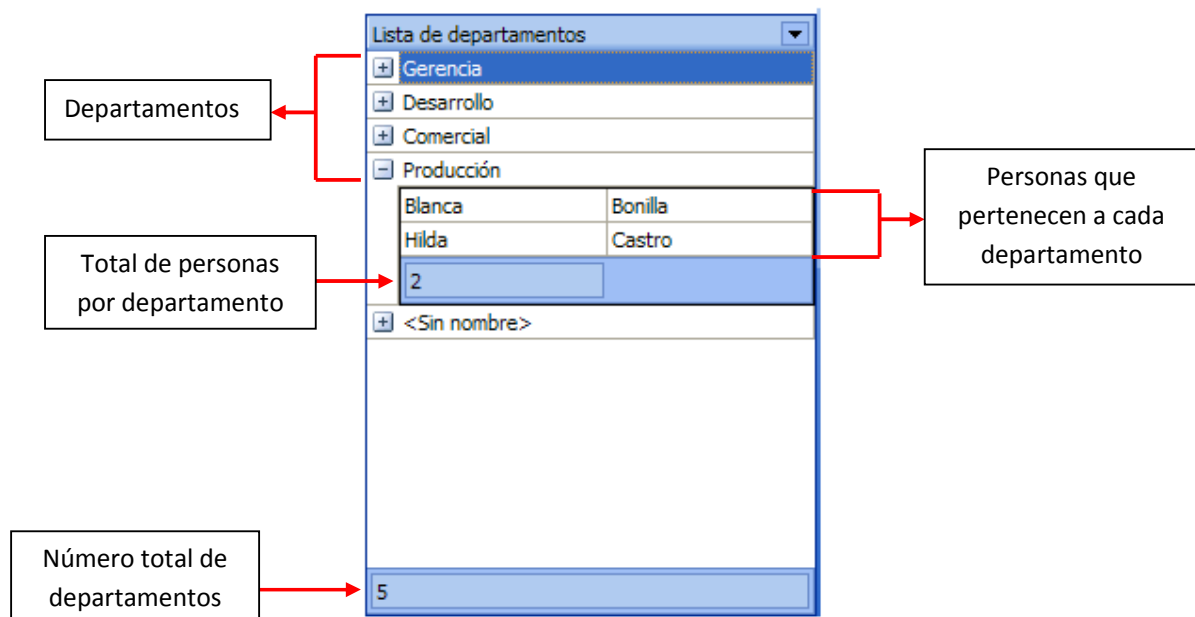 Lista de departamentos
Gerencia
Desarrollo
Comercial
Producción
Blanca Bonilla
Hilda Castro
2
<Sin nombre>
5
Departamentos
Total de personas
por departamento
Número total de
departamentos
Personas que
pertenecen a cada
departamento